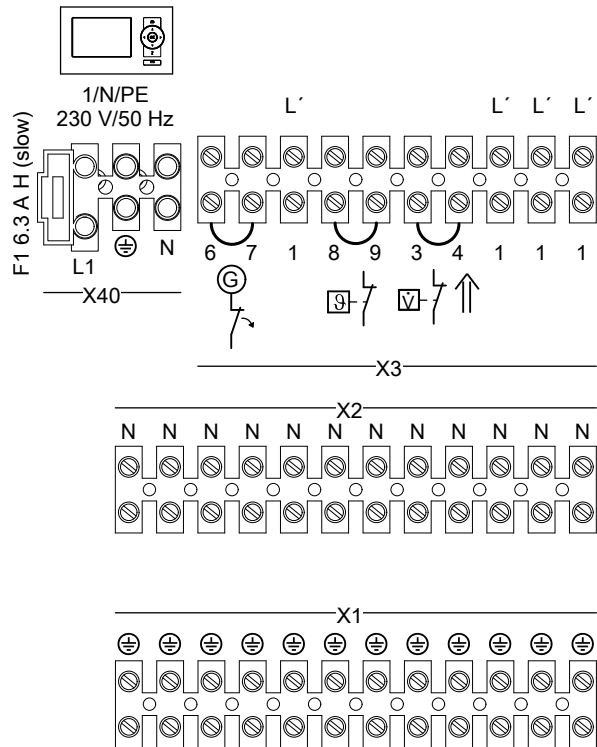 1/N/PE
230 V/50 Hz
F1 6.3 A H (slow)
L1 N
X40
L´ L´ L´ L´
6 7 1 8 9 3 4 1 1 1
G
ϑ V̇
X3
X2
N N N N N N N N N N N N
X1